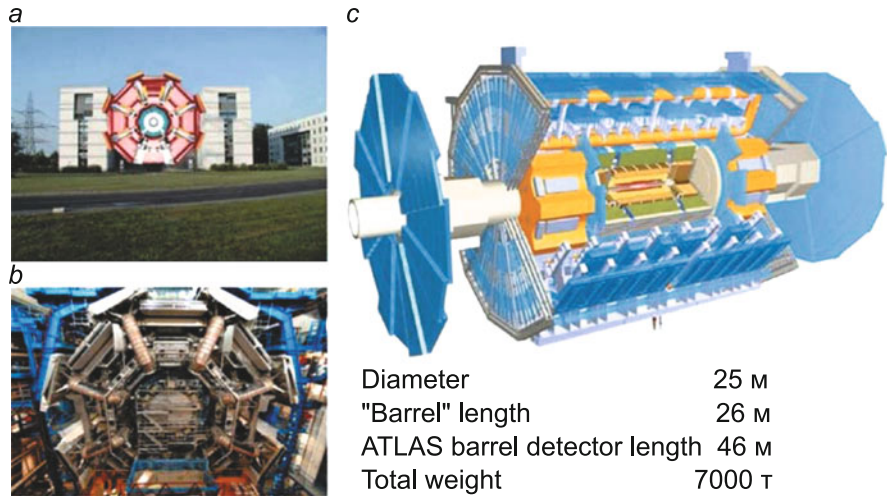 a
c
b
Diameter 25 м
"Barrel" length 26 м
ATLAS barrel detector length 46 м
Total weight 7000 т